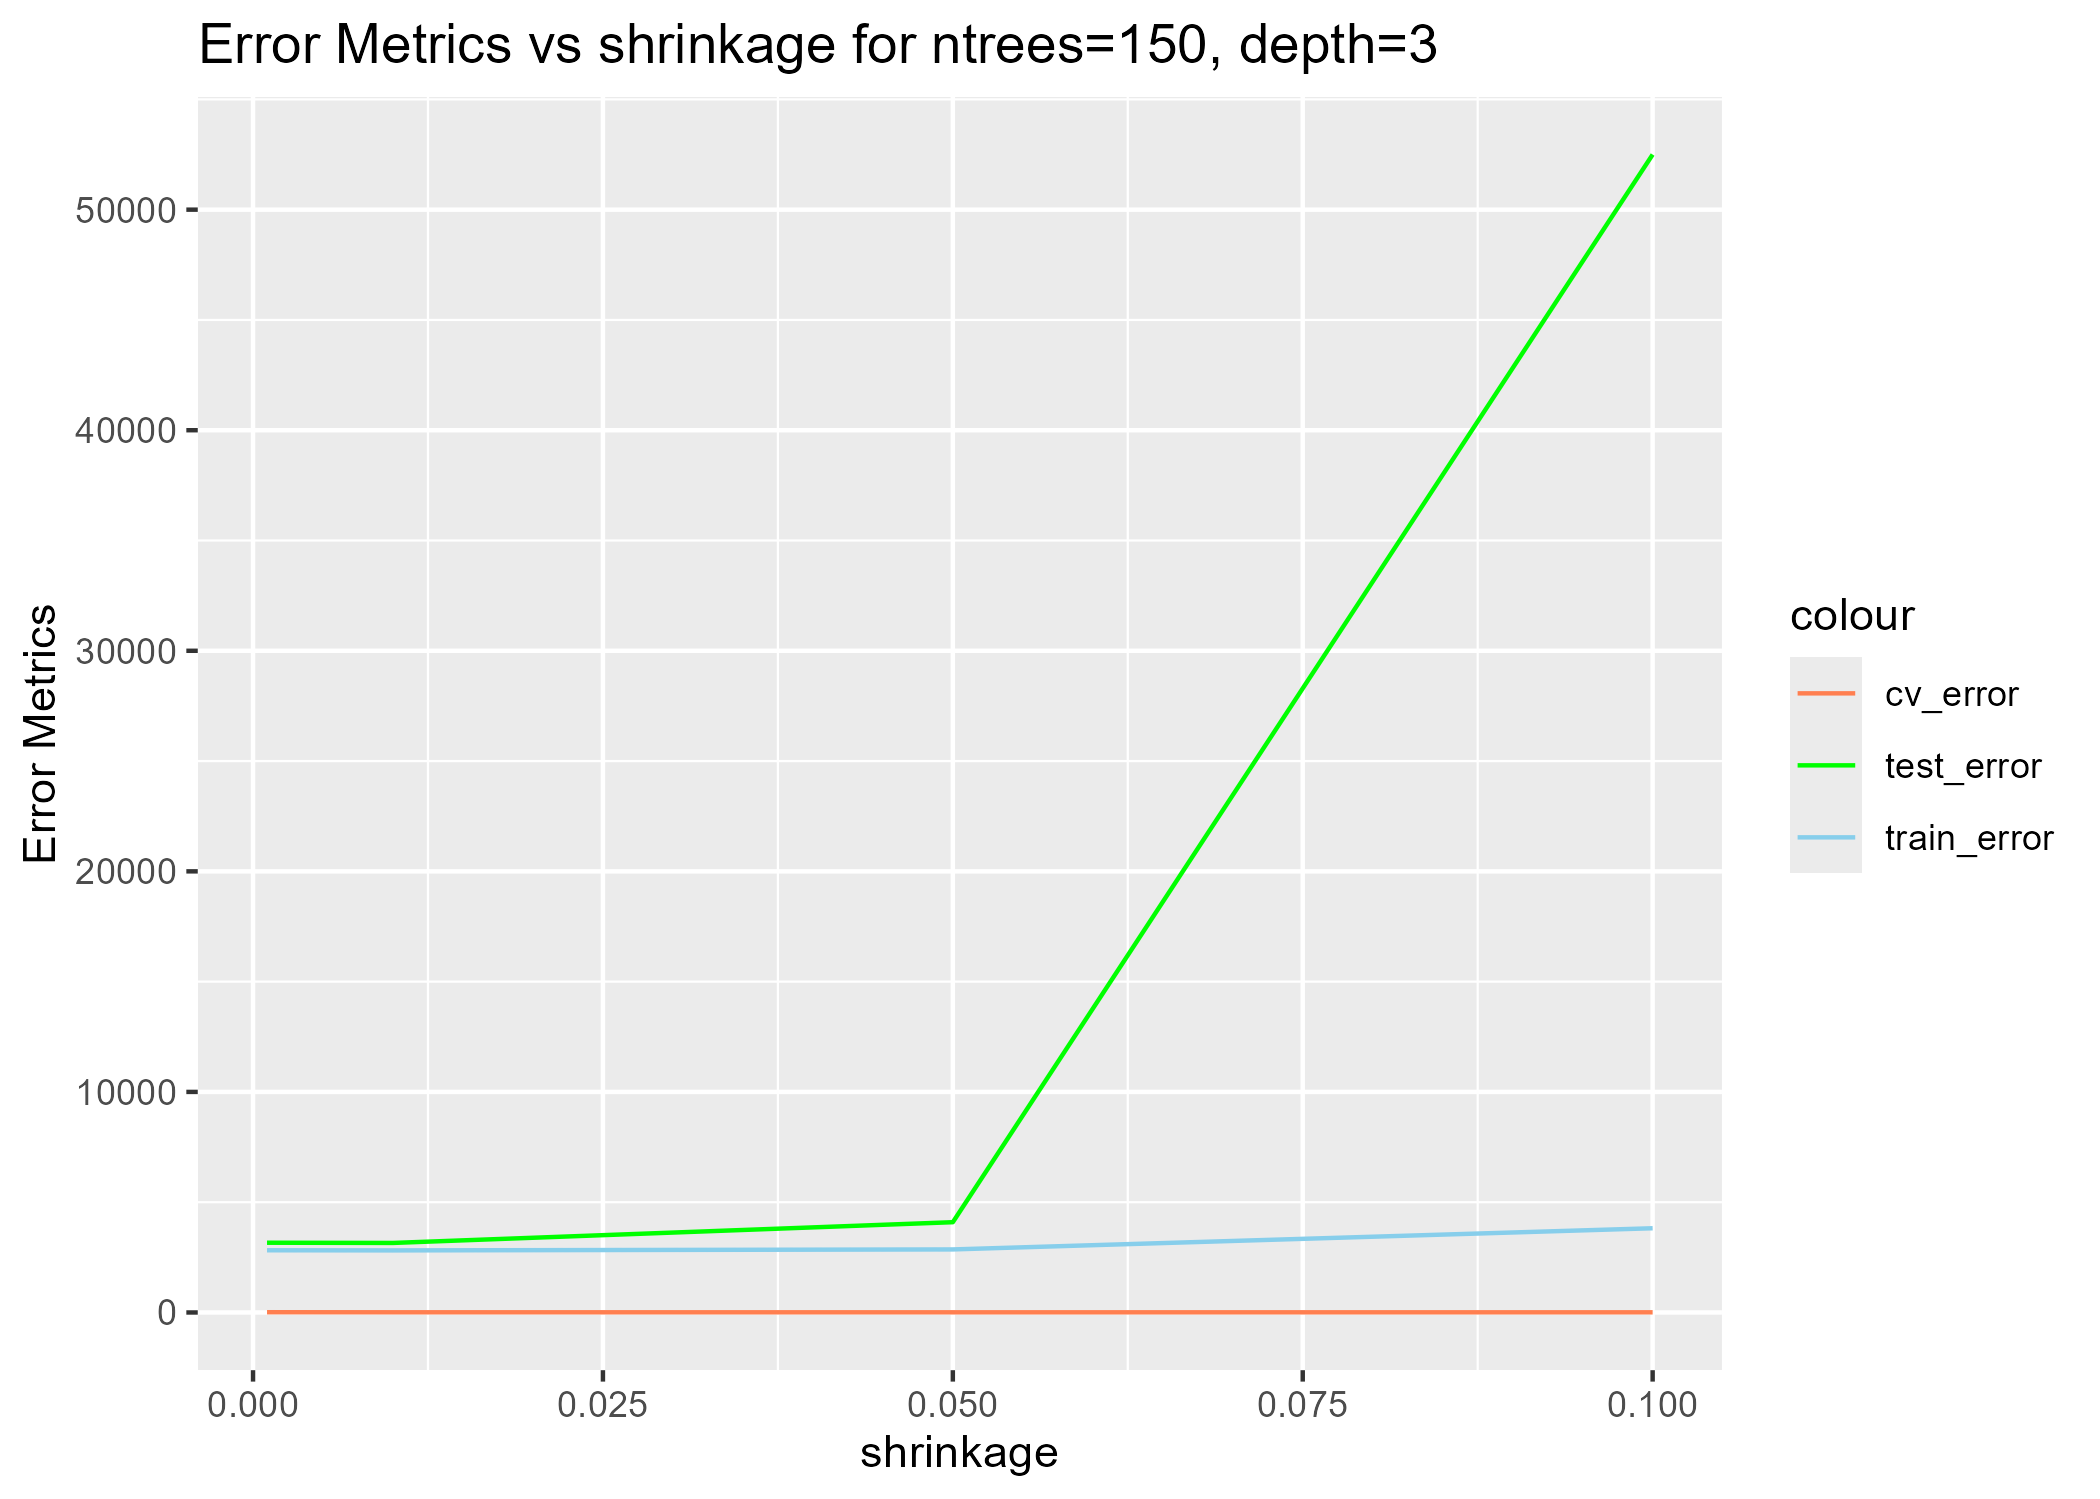 Error Metrics vs shrinkage for ntrees=150, depth=3
Error Metrics
50000
40000
30000
20000
10000
0
0.000 0.025 0.050 0.075 0.100
shrinkage
colour
cv_error
test_error
train_error